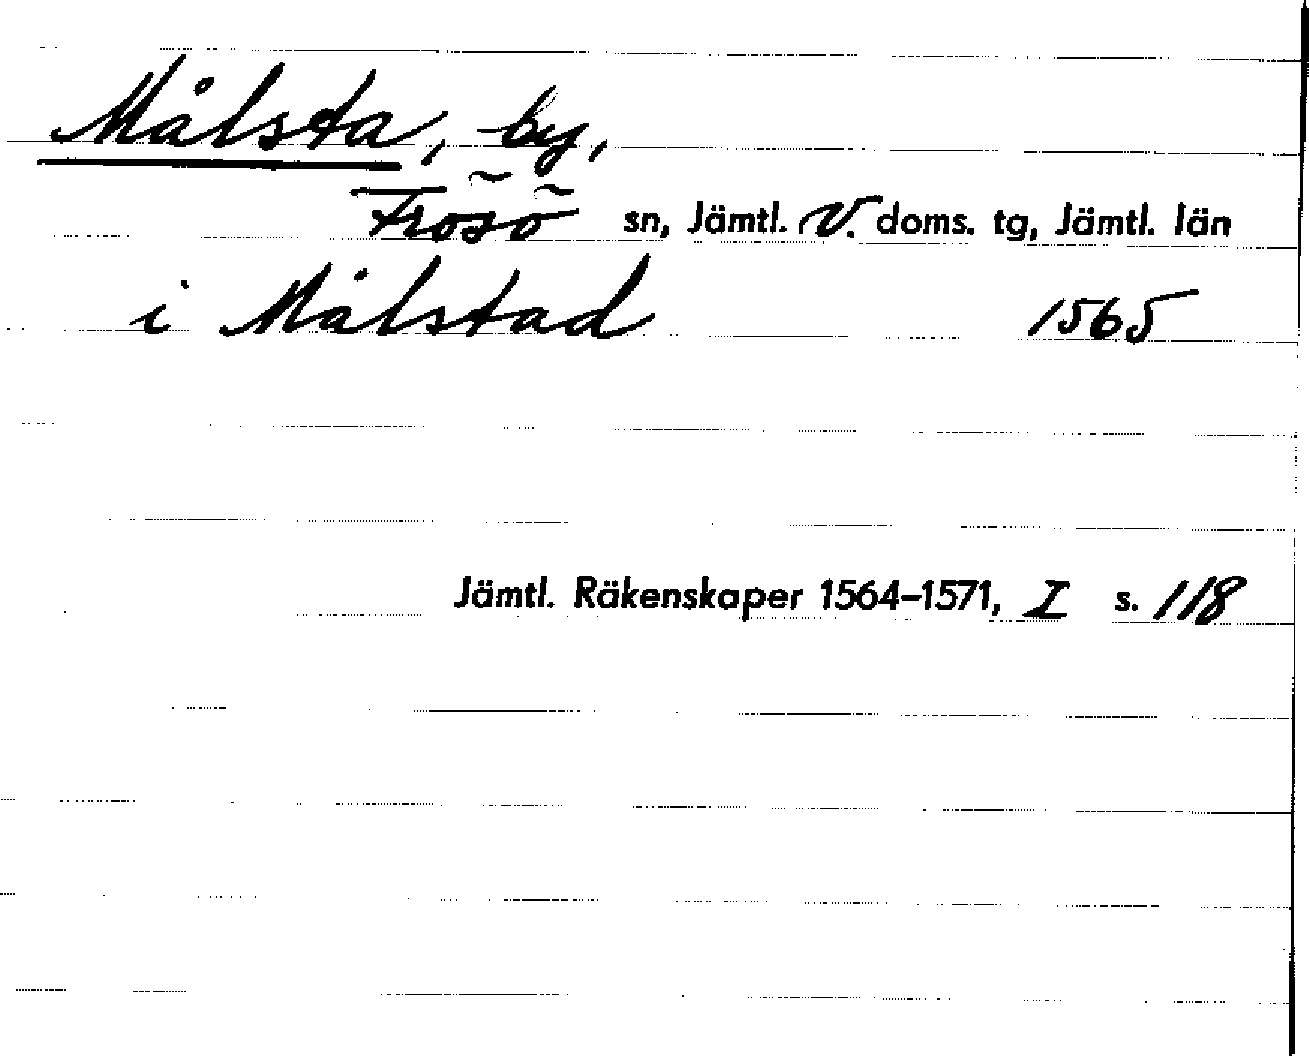 Målsta, by,
Frösö sn, Jämtl. V. doms. tg, Jämtl. län
i Målstad 1565
Jämtl. Räkenskaper 1564-1571, I s. 118